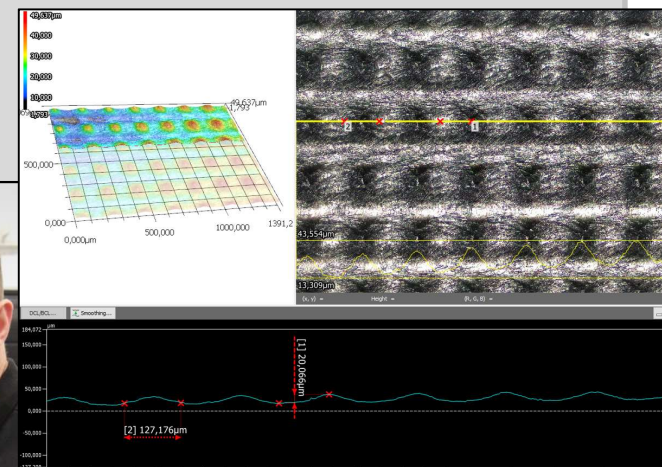 49,637µm
40,000
30,000
20,000
10,000
1,793
49,637µm
1,793
500,000
0,000
0,000µm
500,000
1000,000
1391,2
2
1
43,554µm
13,309µm
(x, y) = Height = (R, G, B) =
DCL/BCL... Smoothing...
µm
184,072
150,000
100,000
50,000
0,000
-50,000
-100,000
[1] 20,066µm
[2] 127,176µm